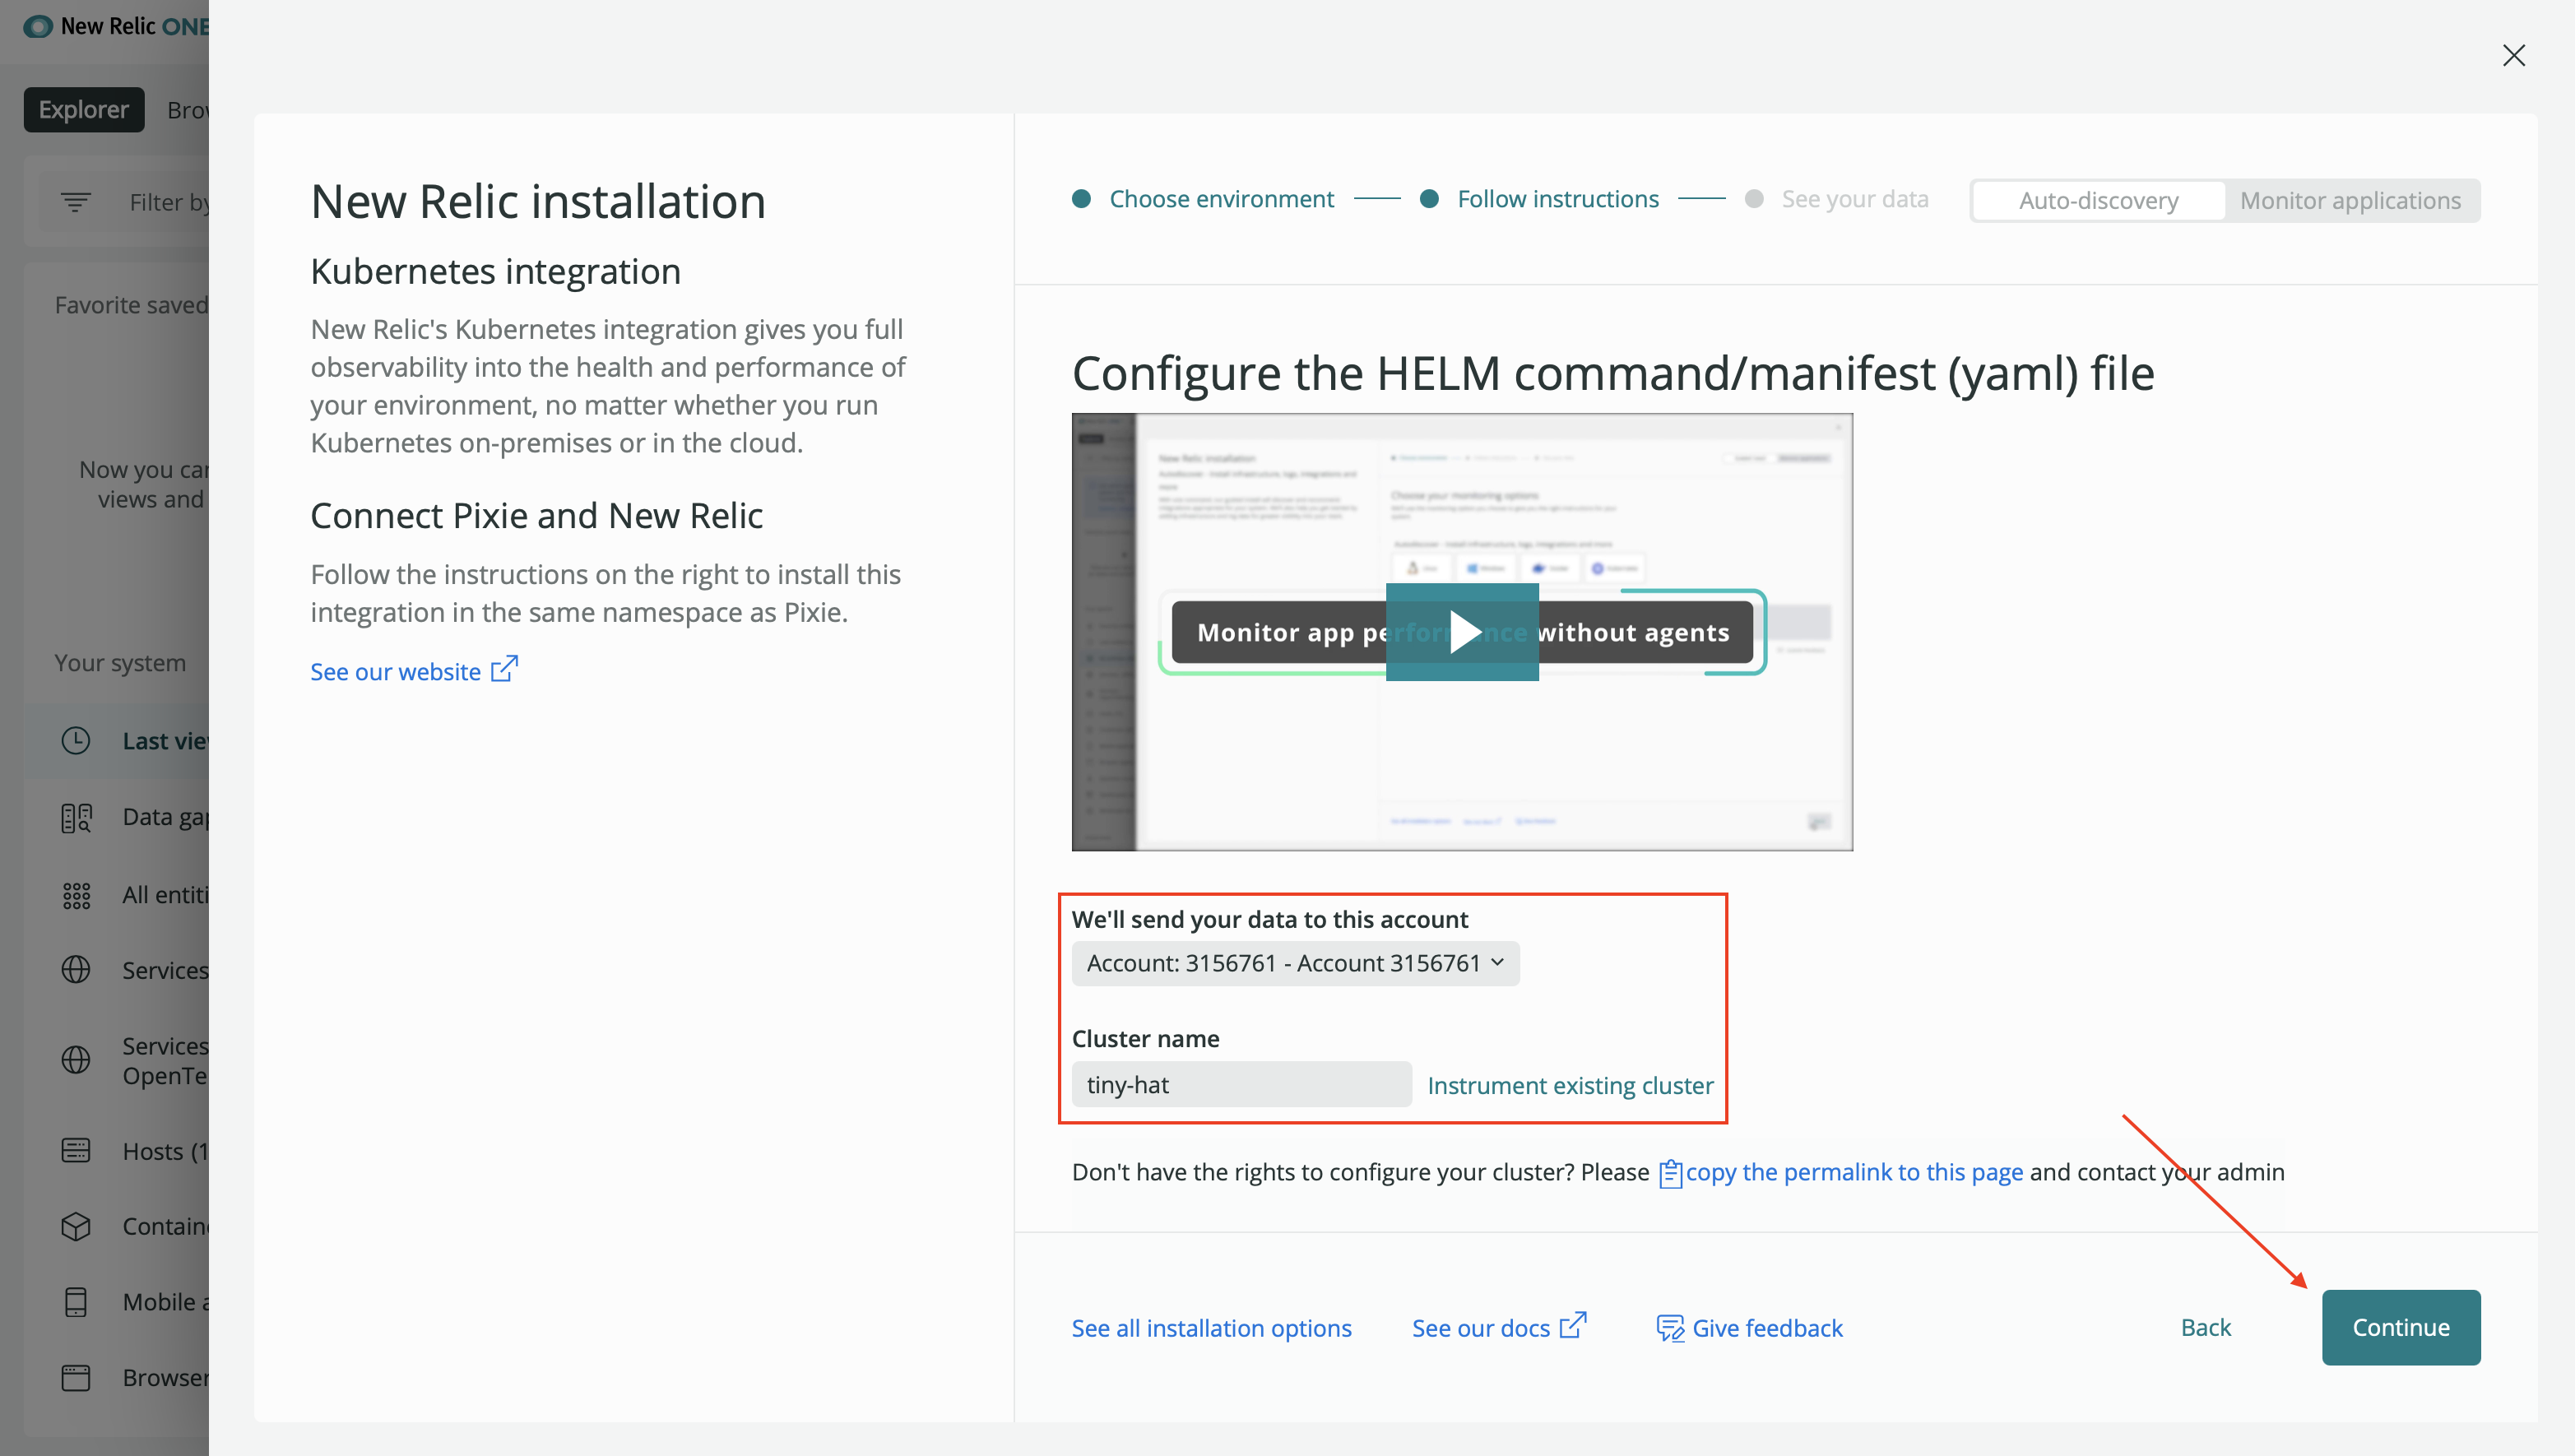 New Relic ONE
Explorer
Filter by
Favorite saved
Now you can
views and
Your system
Last view
All entiti
Services
Services
OpenTe
Hosts (1
Containe
Mobile a
Browser
New Relic installation
Kubernetes integration
New Relic's Kubernetes integration gives you full
observability into the health and performance of
your environment, no matter whether you run
Kubernetes on-premises or in the cloud.
Connect Pixie and New Relic
Follow the instructions on the right to install this
integration in the same namespace as Pixie.
See our website
Choose environment
Follow instructions
See your data
Auto-discovery
Monitor applications
Configure the HELM command/manifest (yaml) file
Monitor app performance without agents
We'll send your data to this account
Account: 3156761 - Account 3156761
Cluster name
tiny-hat
Instrument existing cluster
Don't have the rights to configure your cluster? Please copy the permalink to this page and contact your admin
See all installation options
See our docs
Give feedback
Back
Continue